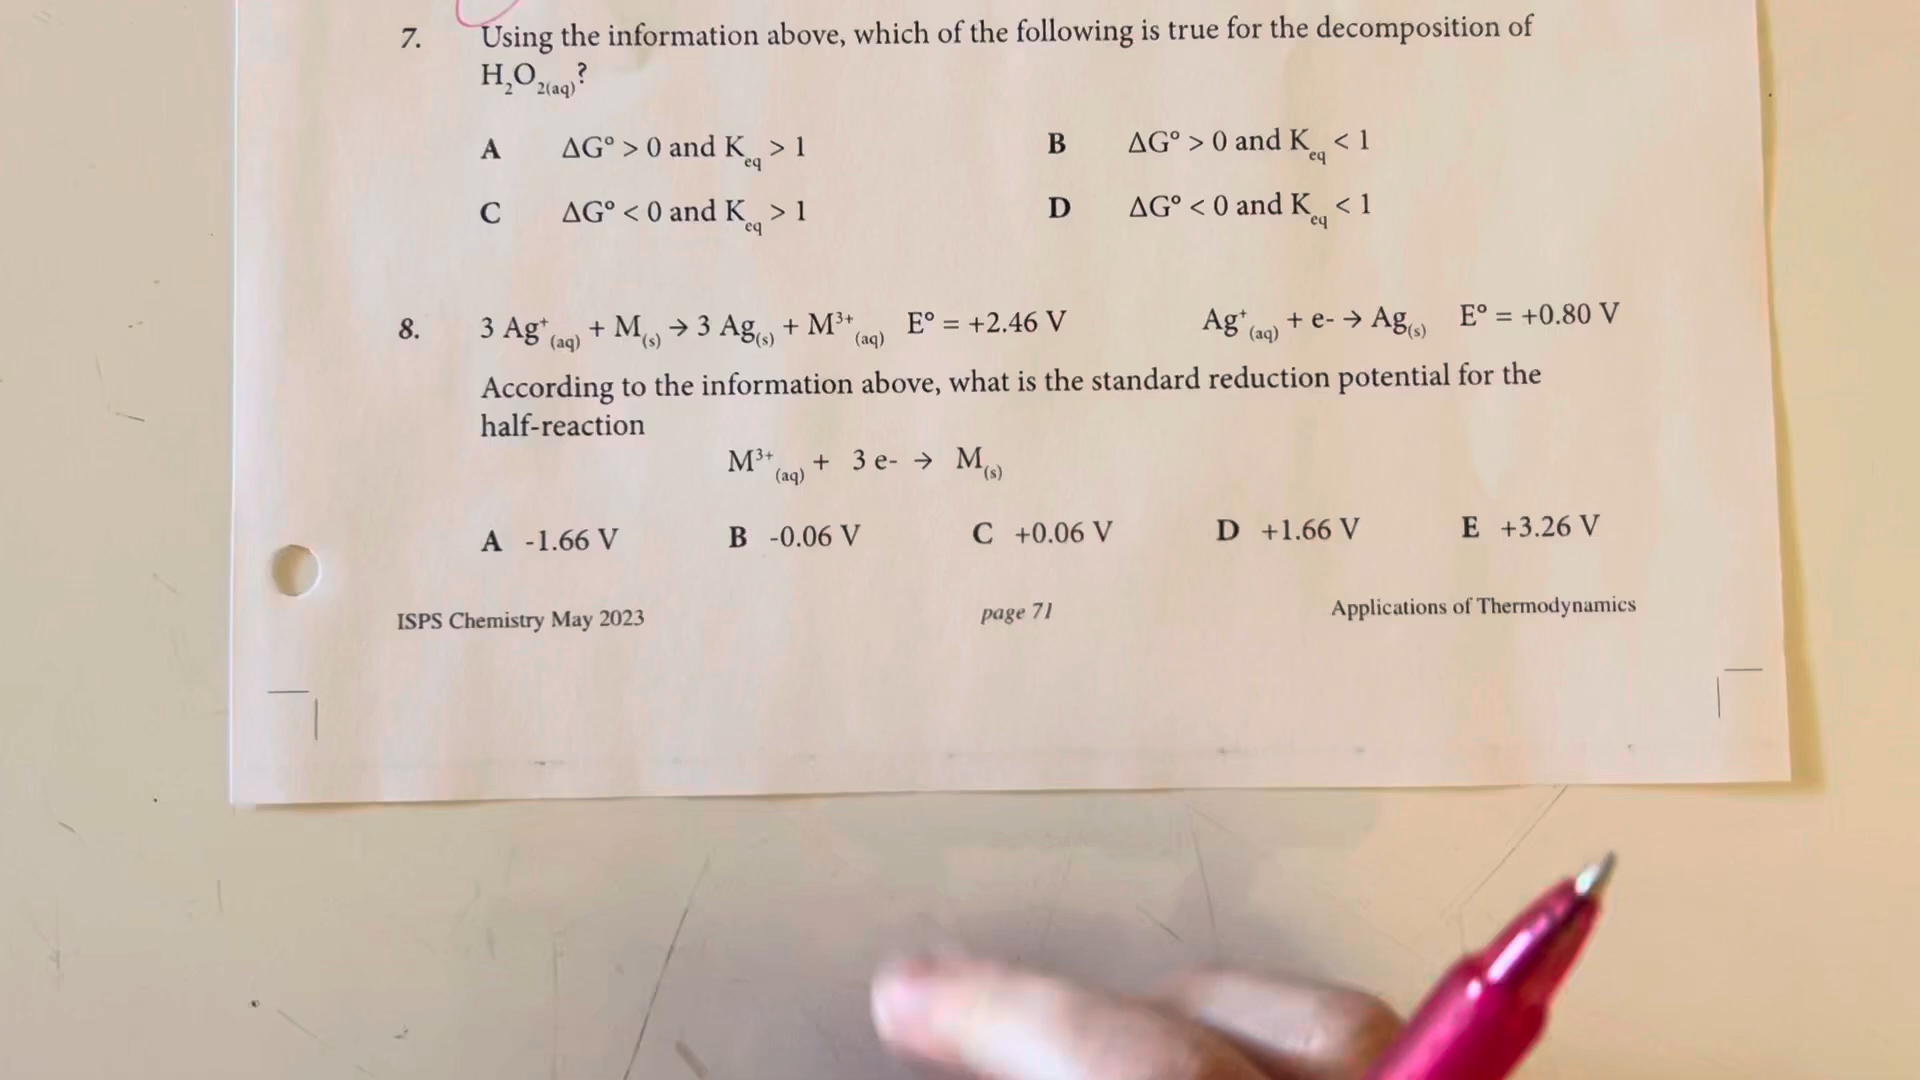 7. Using the information above, which of the following is true for the decomposition of
H₂O₂(aq)?
A ΔG° > 0 and Keq > 1 B ΔG° > 0 and Keq < 1
C ΔG° < 0 and Keq > 1 D ΔG° < 0 and Keq < 1
8. 3 Ag⁺(aq) + M(s) → 3 Ag(s) + M³⁺(aq) E° = +2.46 V Ag⁺(aq) + e- → Ag(s) E° = +0.80 V
According to the information above, what is the standard reduction potential for the
half-reaction
M³⁺(aq) + 3 e- → M(s)
A -1.66 V B -0.06 V C +0.06 V D +1.66 V E +3.26 V
ISPS Chemistry May 2023 page 71 Applications of Thermodynamics